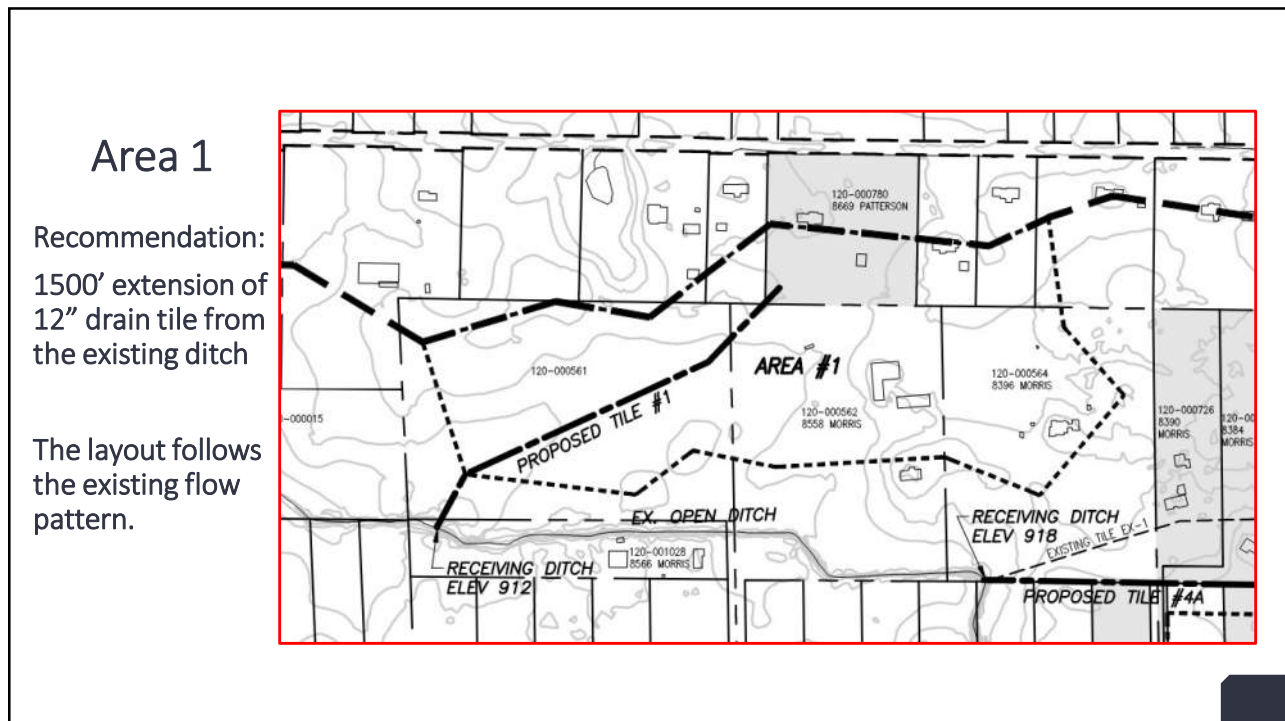 Area 1
Recommendation:
1500’ extension of
12” drain tile from
the existing ditch
The layout follows
the existing flow
pattern.
120-000780
8669 PATTERSON
120-000561
AREA #1
120-000564
8396 MORRIS
-000015
PROPOSED TILE #1
120-000562
8558 MORRIS
120-000726
8390
MORRIS
120-00
8384
MORRIS
EX. OPEN DITCH
RECEIVING DITCH
ELEV 918
EXISTING TILE EX-1
120-001028
8566 MORRIS
RECEIVING DITCH
ELEV 912
PROPOSED TILE #4A